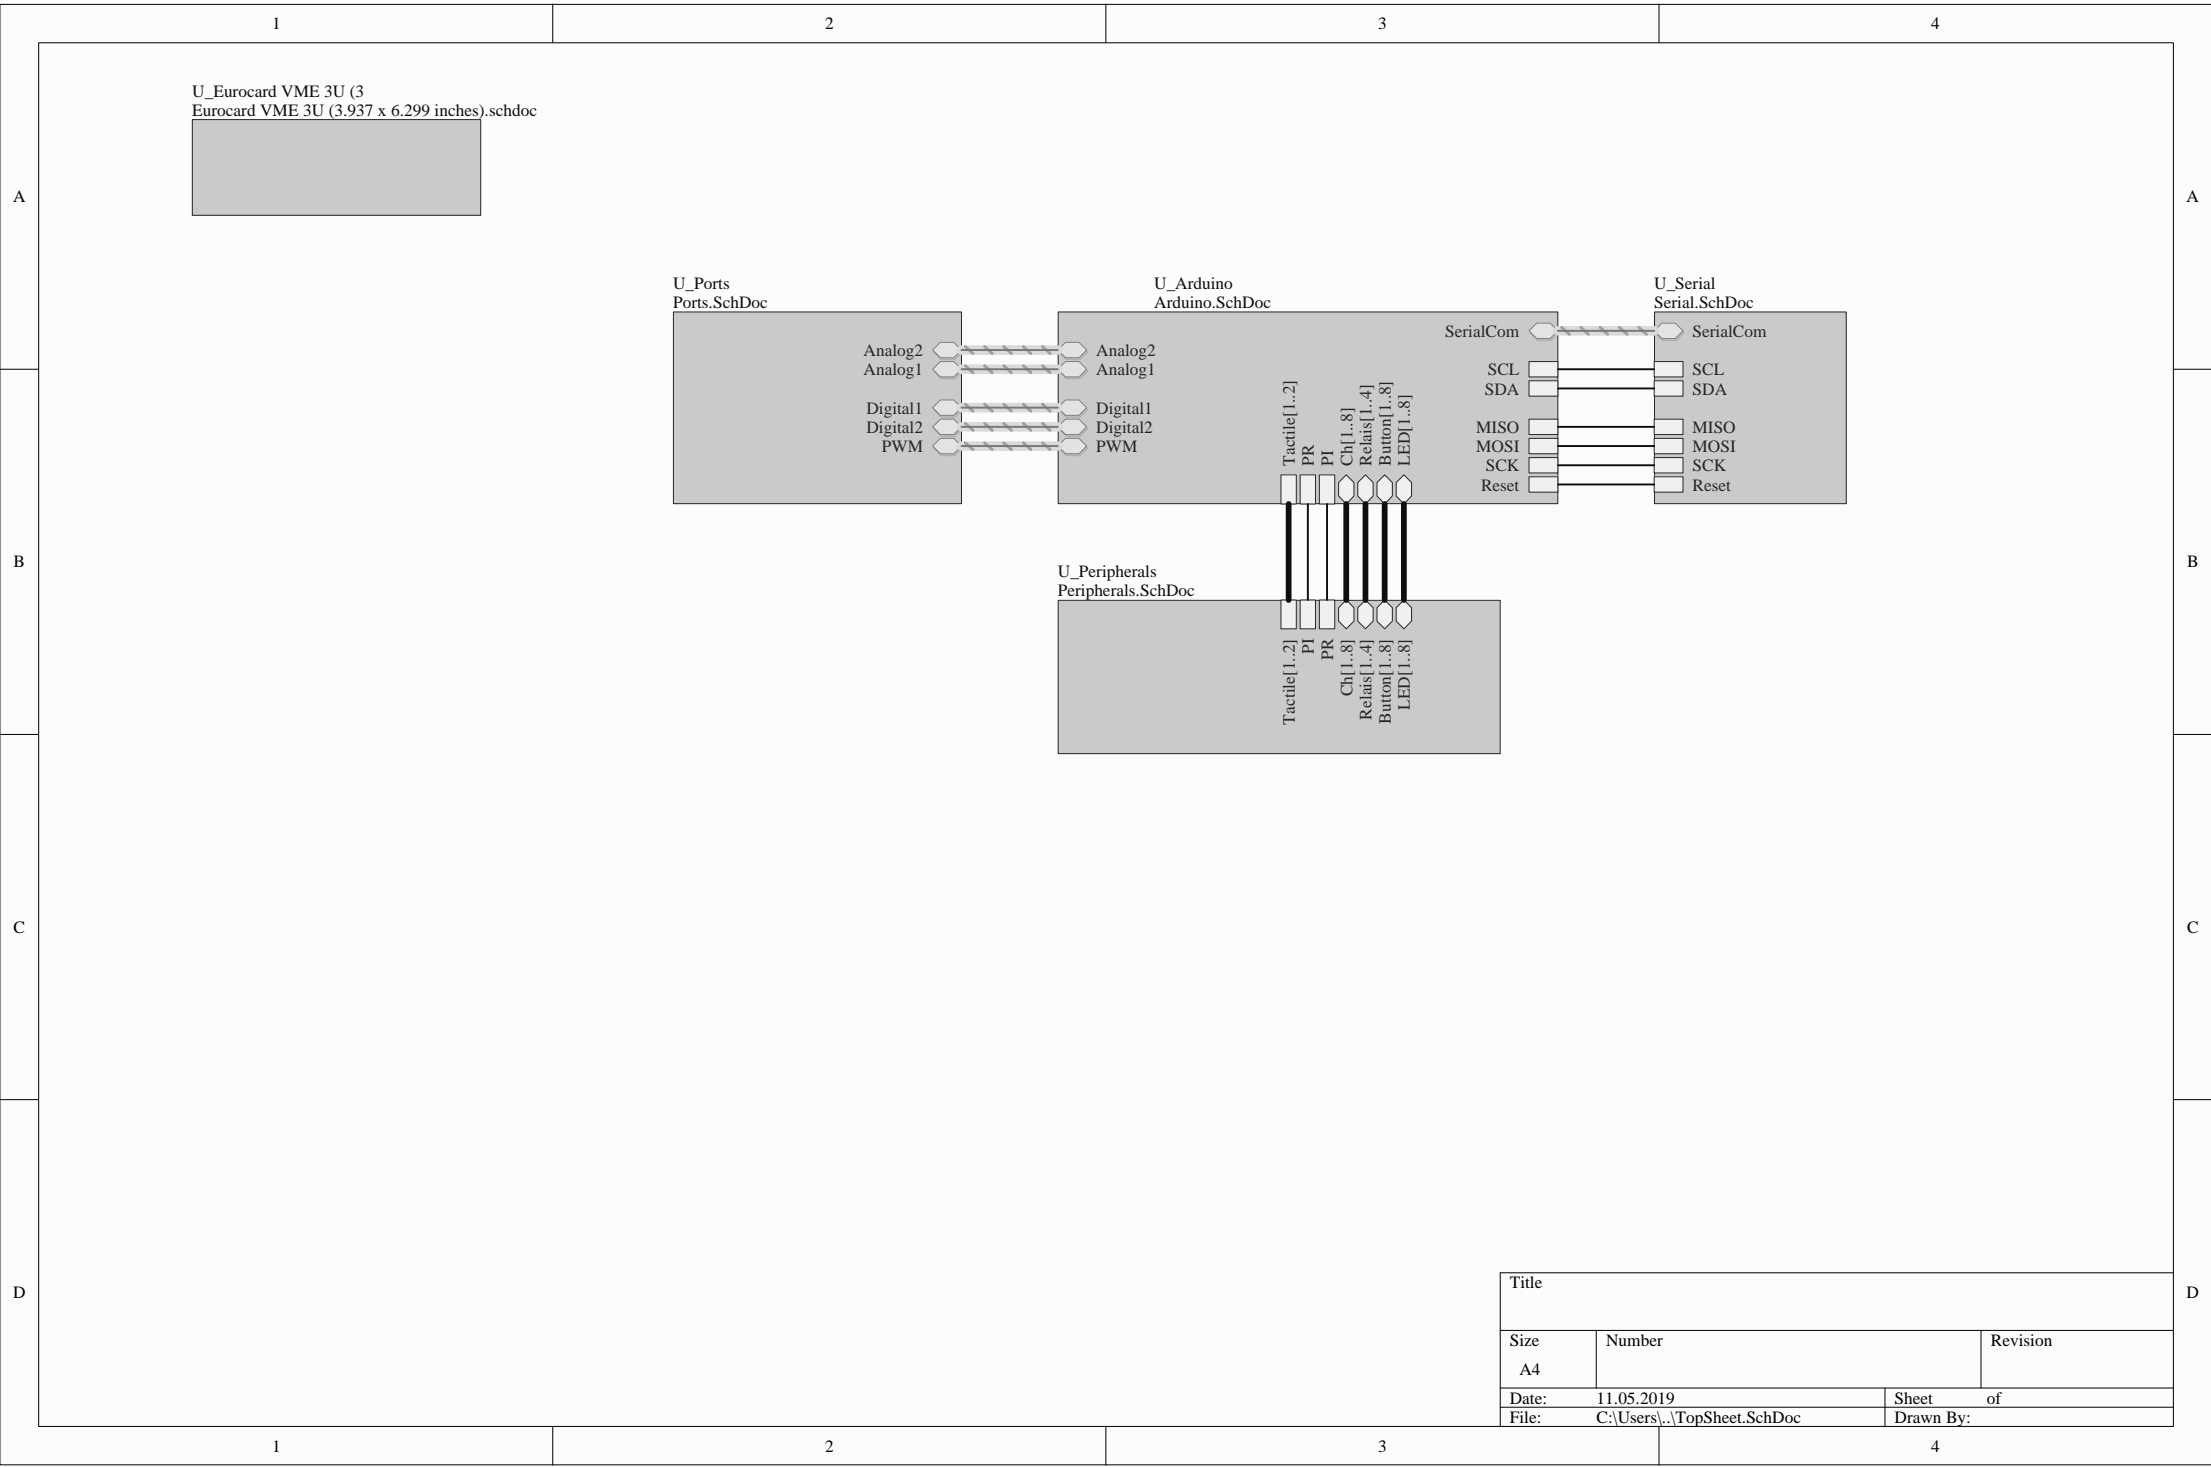 1 2 3 4
U_Eurocard VME 3U (3
Eurocard VME 3U (3.937 x 6.299 inches).schdoc
A A
U_Ports
Ports.SchDoc
Analog2
Analog1
Digital1
Digital2
PWM
U_Arduino
Arduino.SchDoc
Analog2
Analog1
Digital1
Digital2
PWM
Tactile[1..2]
PR
PI
Ch[1..8]
Relais[1..4]
Button[1..8]
LED[1..8]
SerialCom
SCL
SDA
MISO
MOSI
SCK
Reset
U_Serial
Serial.SchDoc
SerialCom
SCL
SDA
MISO
MOSI
SCK
Reset
B B
U_Peripherals
Peripherals.SchDoc
Tactile[1..2]
PI
PR
Ch[1..8]
Relais[1..4]
Button[1..8]
LED[1..8]
C C
D D
Title
Size Number Revision
A4
Date: 11.05.2019 Sheet of
File: C:\Users\..\TopSheet.SchDoc Drawn By:
1 2 3 4